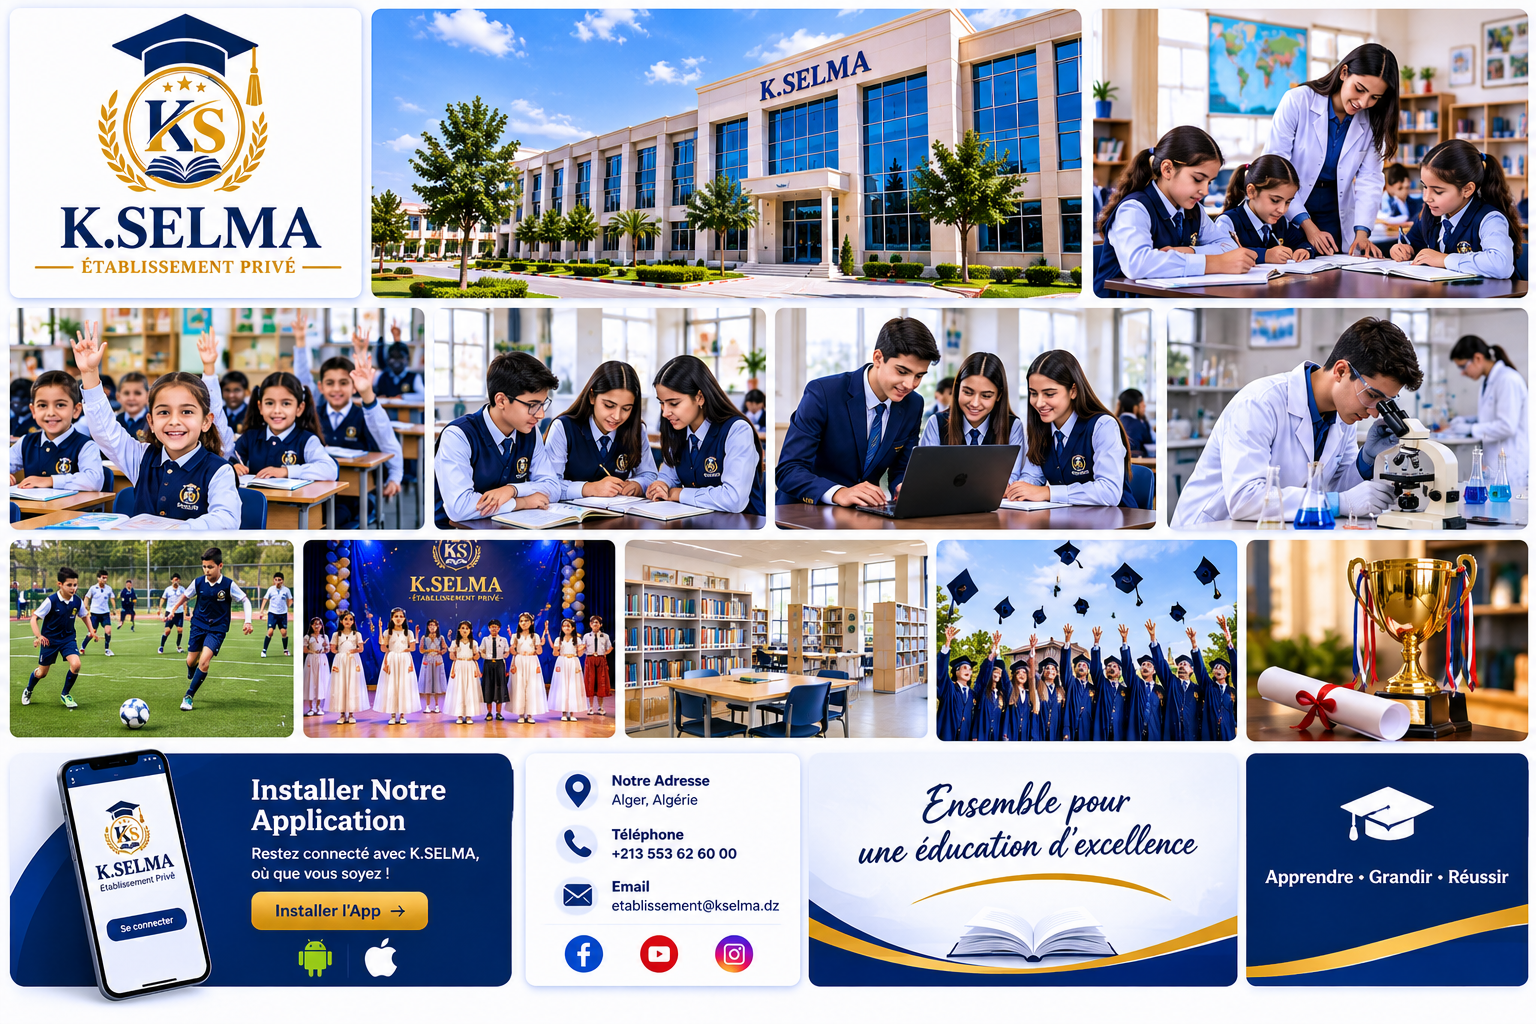 KS
K.SELMA
ÉTABLISSEMENT PRIVÉ
K.SELMA
KS
K.SELMA
ÉTABLISSEMENT PRIVÉ
KS
K.SELMA
Établissement Privé
Se connecter
Installer Notre
Application
Restez connecté avec K.SELMA,
où que vous soyez !
Installer l'App →
Notre Adresse
Alger, Algérie
Téléphone
+213 553 62 60 00
Email
etablissement@kselma.dz
Ensemble pour
une éducation d'excellence
Apprendre • Grandir • Réussir